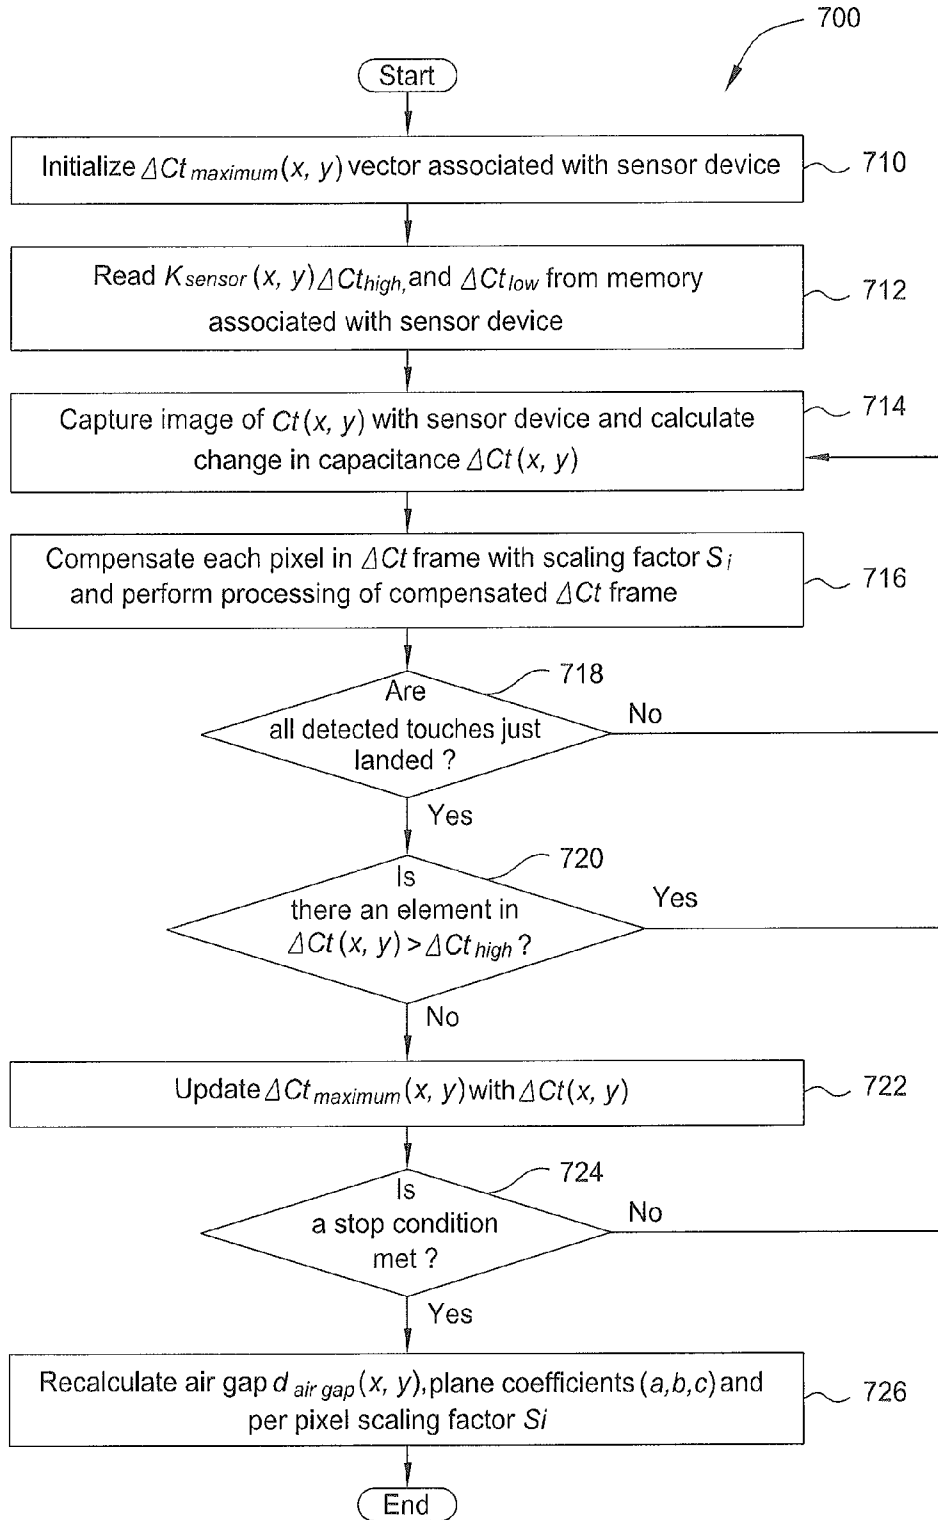 700
Start
Initialize ΔCt maximum(x, y) vector associated with sensor device
710
Read Ksensor(x, y)ΔCthigh, and ΔCtlow from memory
associated with sensor device
712
Capture image of Ct(x, y) with sensor device and calculate
change in capacitance ΔCt(x, y)
714
Compensate each pixel in ΔCt frame with scaling factor Si
and perform processing of compensated ΔCt frame
716
718
Are
all detected touches just
landed ?
No
Yes
720
Is
there an element in
ΔCt(x, y) > ΔCt high ?
Yes
No
Update ΔCt maximum(x, y) with ΔCt(x, y)
722
724
Is
a stop condition
met ?
No
Yes
Recalculate air gap d air gap (x, y), plane coefficients (a,b,c) and
per pixel scaling factor Si
726
End